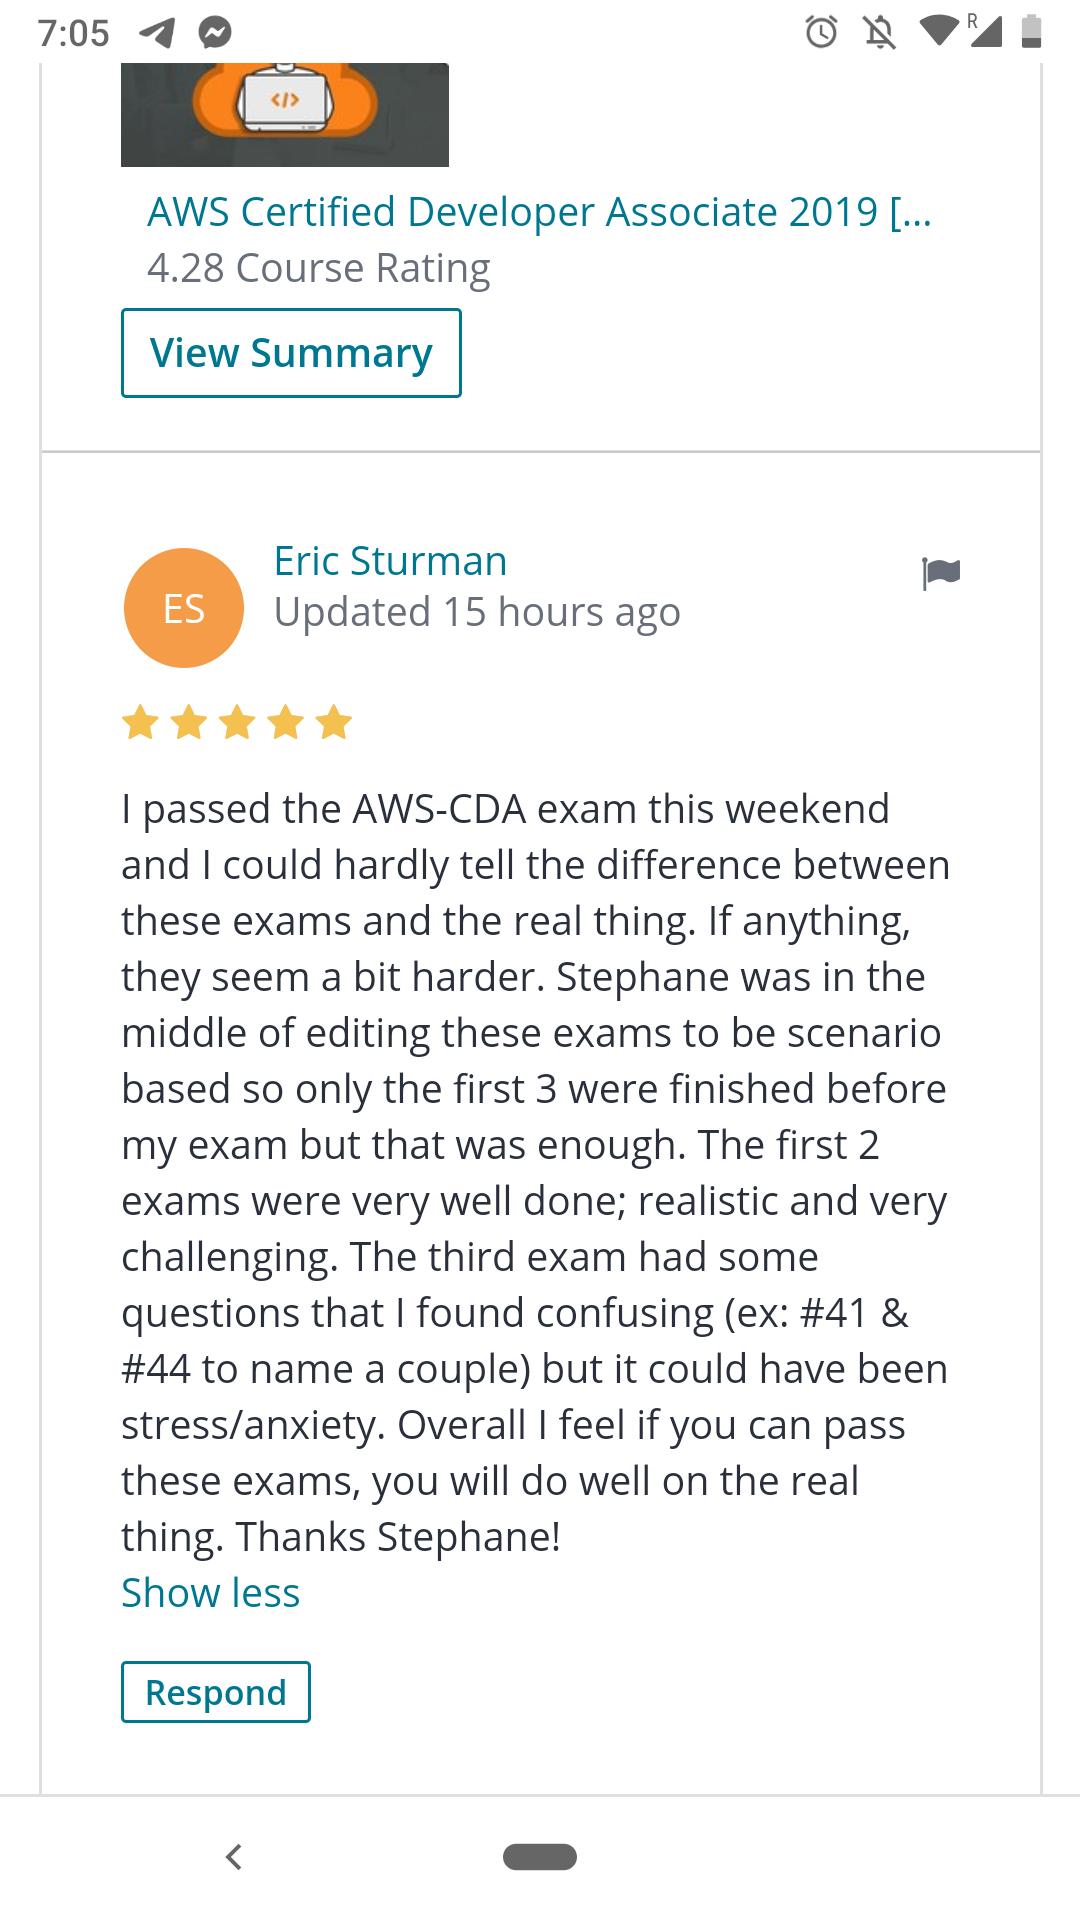 7:05
R
</>
AWS Certified Developer Associate 2019 [...
4.28 Course Rating
View Summary
ES
Eric Sturman
Updated 15 hours ago
I passed the AWS-CDA exam this weekend
and I could hardly tell the difference between
these exams and the real thing. If anything,
they seem a bit harder. Stephane was in the
middle of editing these exams to be scenario
based so only the first 3 were finished before
my exam but that was enough. The first 2
exams were very well done; realistic and very
challenging. The third exam had some
questions that I found confusing (ex: #41 &
#44 to name a couple) but it could have been
stress/anxiety. Overall I feel if you can pass
these exams, you will do well on the real
thing. Thanks Stephane!
Show less
Respond